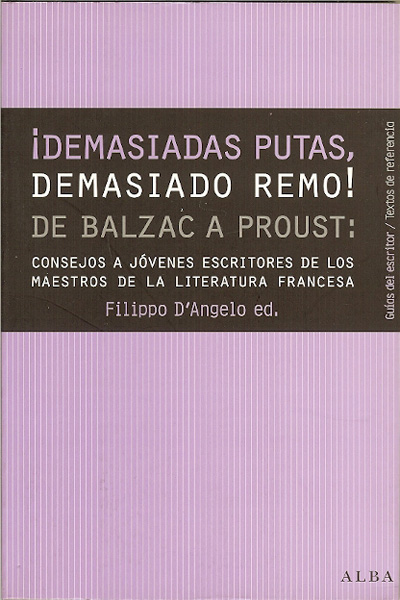 ¡DEMASIADAS PUTAS,
DEMASIADO REMO!
DE BALZAC A PROUST:
CONSEJOS A JÓVENES ESCRITORES DE LOS
MAESTROS DE LA LITERATURA FRANCESA
Filippo D'Angelo ed.
Guías del escritor / Textos de referencia
ALBA